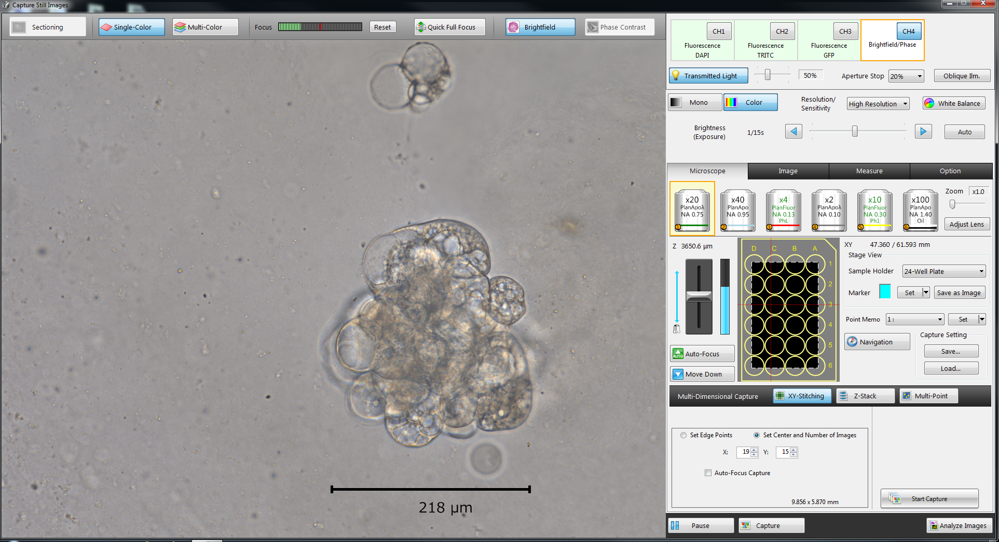 Capture Still Images
Sectioning
Single-Color
Multi-Color
Focus
Reset
Quick Full Focus
Brightfield
Phase Contrast
CH1
Fluorescence
DAPI
CH2
Fluorescence
TRITC
CH3
Fluorescence
GFP
CH4
Brightfield/Phase
Transmitted Light
50%
Aperture Stop
20%
Oblique Ilm.
Mono
Color
Resolution/
Sensitivity
High Resolution
White Balance
Brightness
(Exposure)
1/15s
Auto
Microscope
Image
Measure
Option
x20
PlanApoλ
NA 0.75
1
x40
PlanApo
NA 0.95
2
x4
PlanFluor
NA 0.13
PhL
3
x2
PlanApoλ
NA 0.10
4
x10
PlanFluor
NA 0.30
Ph1
5
x100
PlanApo
NA 1.40
Oil
6
Zoom
x1.0
Adjust Lens
Z 3650.6 µm
AUTO
Auto-Focus
Move Down
D C B A
1
2
3
4
5
6
XY 47.360 / 61.593 mm
Stage View
Sample Holder
24-Well Plate
Marker
Set
Save as Image
Point Memo
1 :
Set
Navigation
Capture Setting
Save...
Load...
Multi-Dimensional Capture
XY-Stitching
Z-Stack
Multi-Point
Set Edge Points
Set Center and Number of Images
X: 19 Y: 15
Auto-Focus Capture
9.856 x 5.870 mm
Start Capture
Pause
Capture
Analyze Images
218 µm